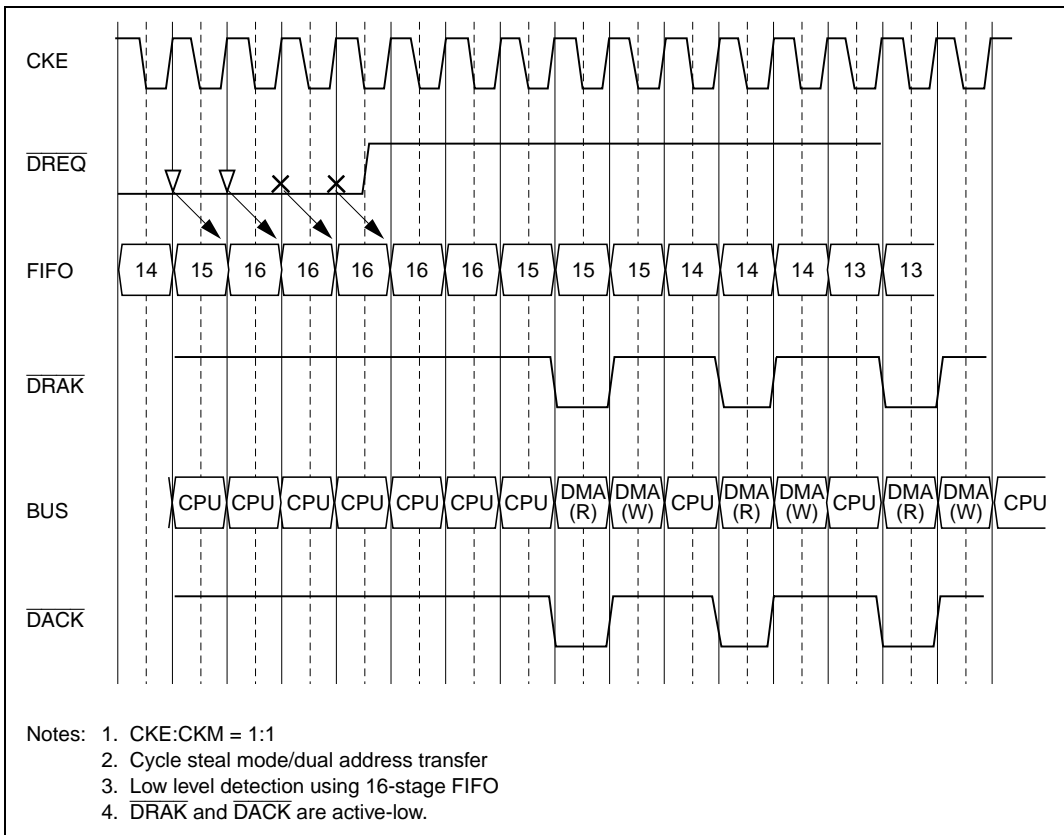 CKE
DREQ
FIFO 14 15 16 16 16 16 16 15 15 15 14 14 14 13 13
DRAK
BUS CPU CPU CPU CPU CPU CPU CPU DMA (R) DMA (W) CPU DMA (R) DMA (W) CPU DMA (R) DMA (W) CPU
DACK
Notes: 1. CKE:CKM = 1:1
2. Cycle steal mode/dual address transfer
3. Low level detection using 16-stage FIFO
4. DRAK and DACK are active-low.